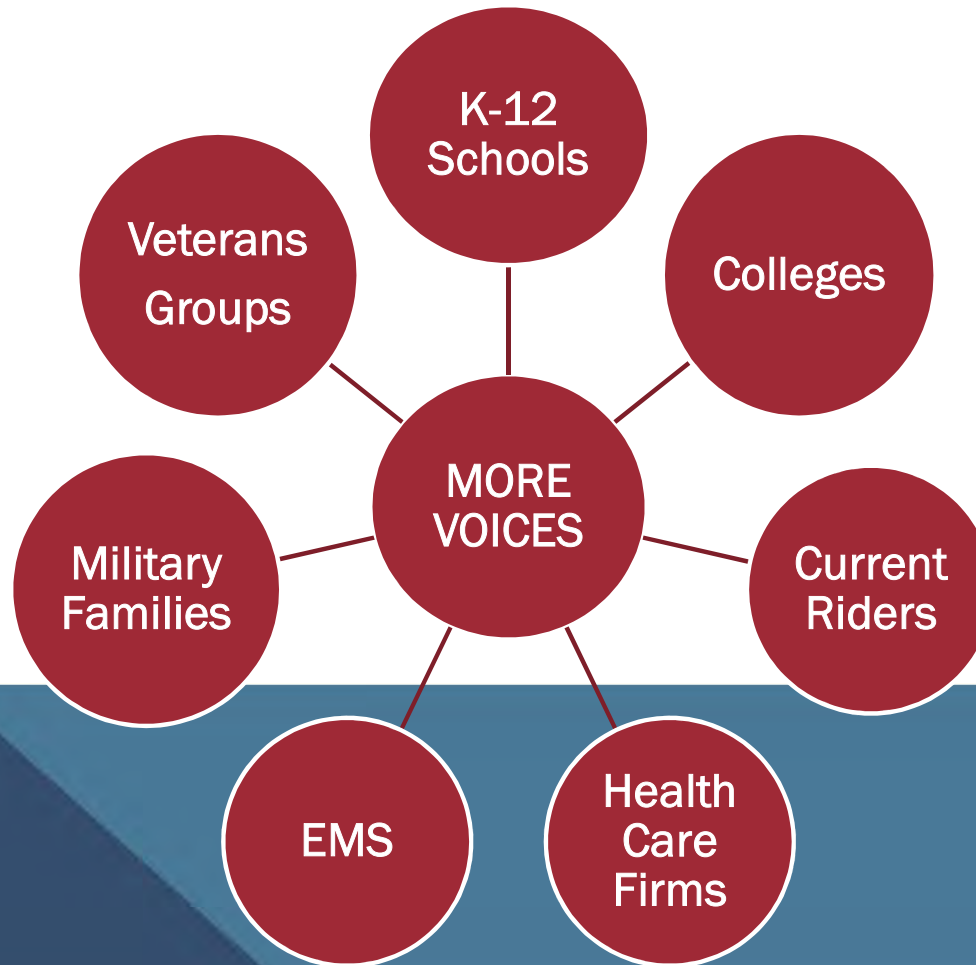 K-12
Schools
Veterans
Groups
Colleges
MORE
VOICES
Military
Families
Current
Riders
EMS
Health
Care
Firms